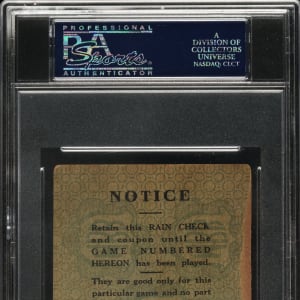 PROFESSIONAL
PSA
Sports
AUTHENTICATOR
A
DIVISION OF
COLLECTORS
UNIVERSE
NASDAQ: CLCT
NOTICE
Retain this RAIN CHECK
and coupon until the
GAME NUMBERED
HEREON has been played.
They are good only for this
particular game and no part